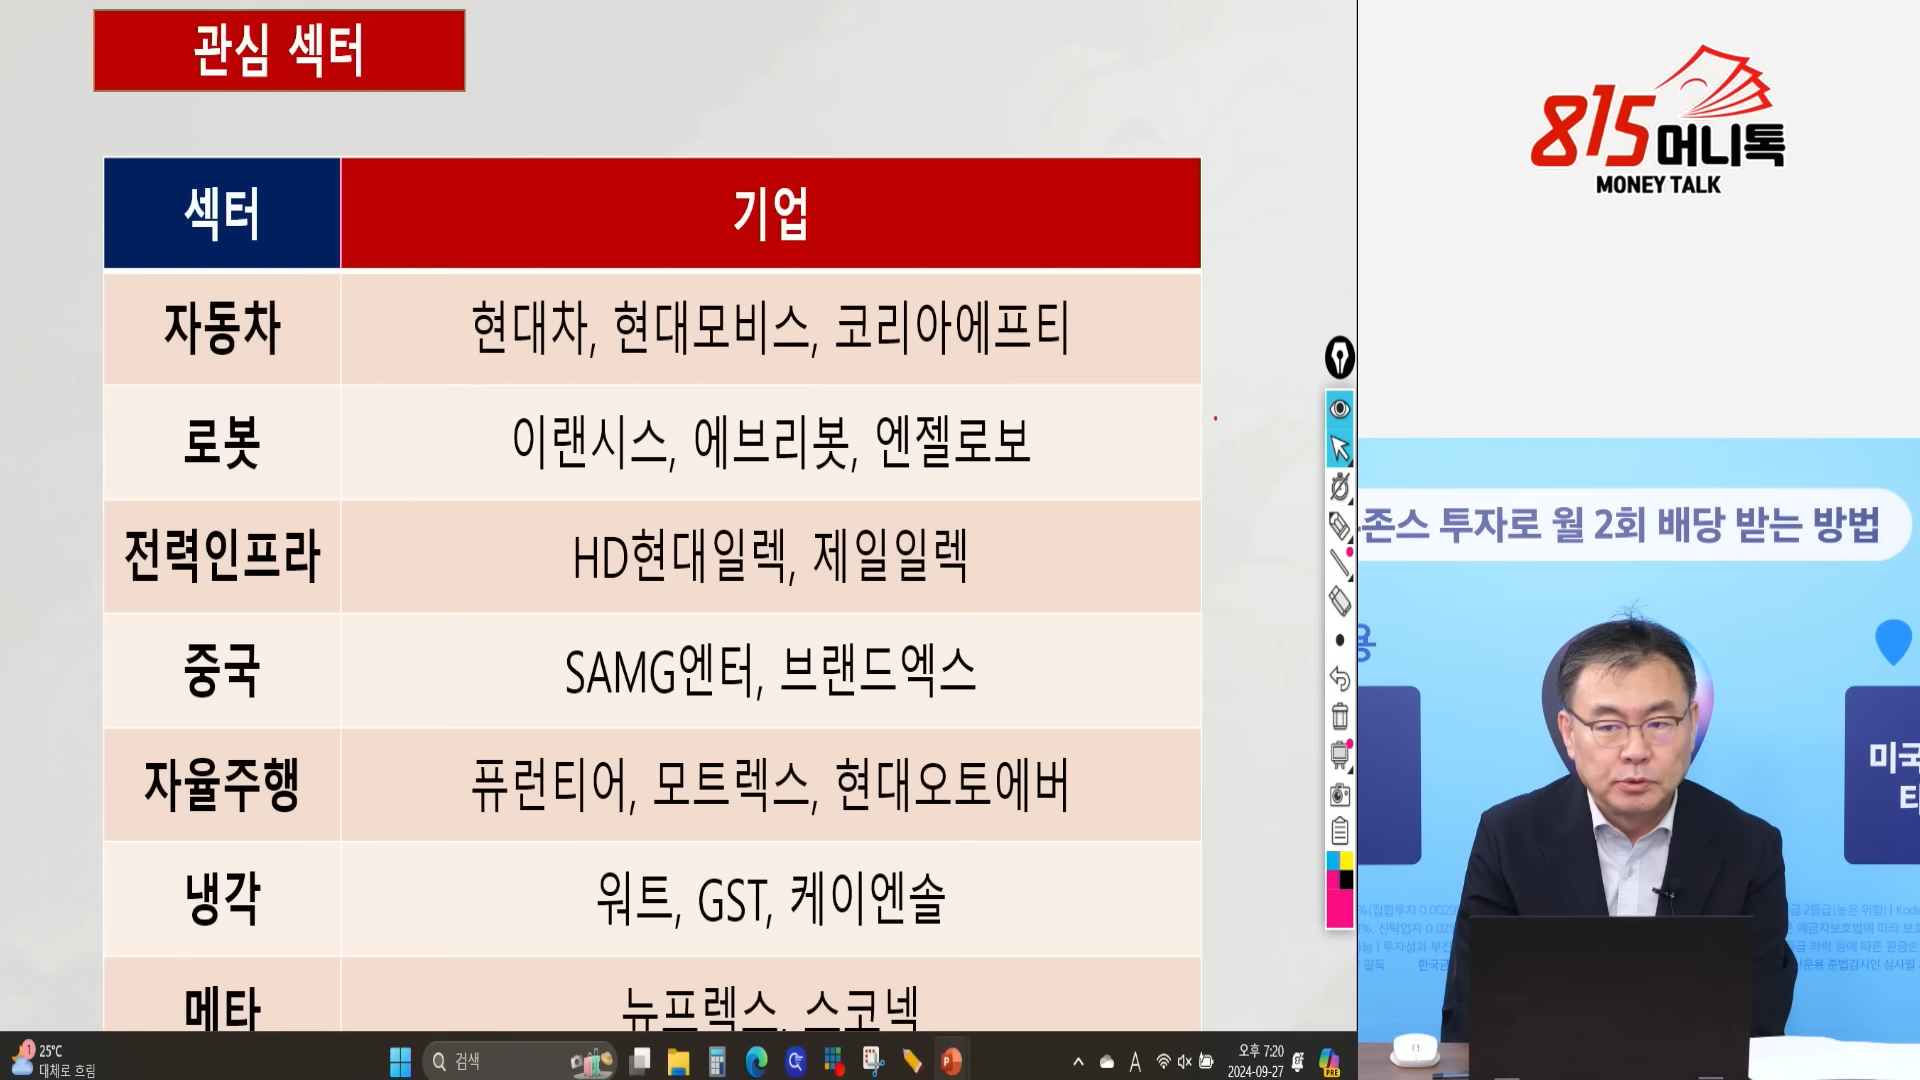 관심 섹터
섹터 기업
자동차 현대차, 현대모비스, 코리아에프티
로봇 이랜시스, 에브리봇, 엔젤로보
전력인프라 HD현대일렉, 제일일렉
중국 SAMG엔터, 브랜드엑스
자율주행 퓨런티어, 모트렉스, 현대오토에버
냉각 워트, GST, 케이엔솔
메타 뉴프렉스, 스코넥
25°C
대체로 흐림
검색
A
오후 7:20
2024-09-27
815머니톡
MONEY TALK
존스 투자로 월 2회 배당 받는 방법
용
미국